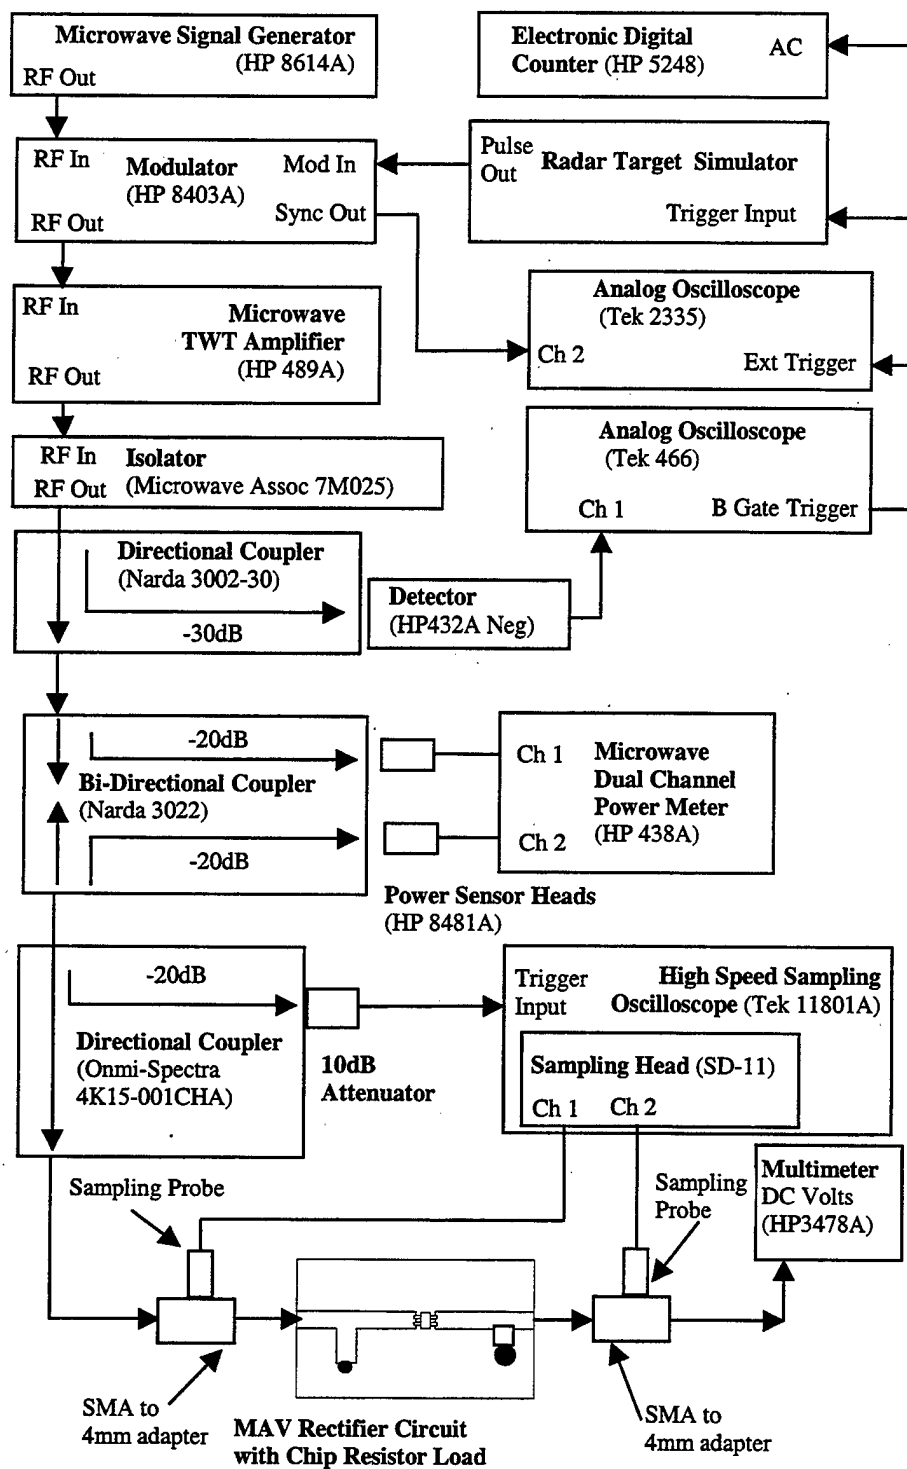 Microwave Signal Generator
(HP 8614A)
RF Out
Electronic Digital
Counter (HP 5248)
AC
RF In
Modulator
(HP 8403A)
Mod In
Sync Out
RF Out
Pulse
Out
Radar Target Simulator
Trigger Input
RF In
Microwave
TWT Amplifier
(HP 489A)
RF Out
Analog Oscilloscope
(Tek 2335)
Ch 2
Ext Trigger
RF In
RF Out
Isolator
(Microwave Assoc 7M025)
Analog Oscilloscope
(Tek 466)
Ch 1
B Gate Trigger
Directional Coupler
(Narda 3002-30)
-30dB
Detector
(HP432A Neg)
-20dB
Bi-Directional Coupler
(Narda 3022)
-20dB
Ch 1
Ch 2
Microwave
Dual Channel
Power Meter
(HP 438A)
Power Sensor Heads
(HP 8481A)
-20dB
Directional Coupler
(Onmi-Spectra
4K15-001CHA)
10dB
Attenuator
Trigger
Input
High Speed Sampling
Oscilloscope (Tek 11801A)
Sampling Head (SD-11)
Ch 1
Ch 2
Sampling Probe
Sampling
Probe
Multimeter
DC Volts
(HP3478A)
SMA to
4mm adapter
MAV Rectifier Circuit
with Chip Resistor Load
SMA to
4mm adapter